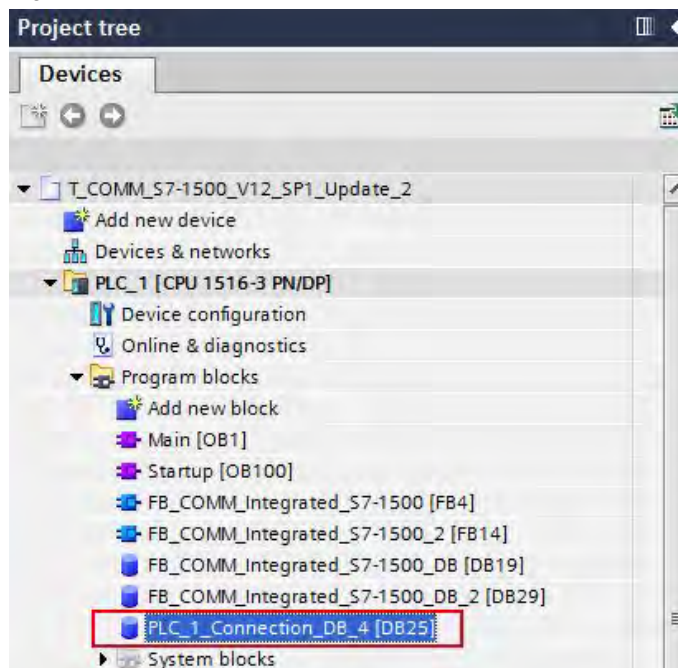 Project tree
Devices
T_COMM_S7-1500_V12_SP1_Update_2
Add new device
Devices & networks
PLC_1 [CPU 1516-3 PN/DP]
Device configuration
Online & diagnostics
Program blocks
Add new block
Main [OB1]
Startup [OB100]
FB_COMM_Integrated_S7-1500 [FB4]
FB_COMM_Integrated_S7-1500_2 [FB14]
FB_COMM_Integrated_S7-1500_DB [DB19]
FB_COMM_Integrated_S7-1500_DB_2 [DB29]
PLC_1_Connection_DB_4 [DB25]
System blocks